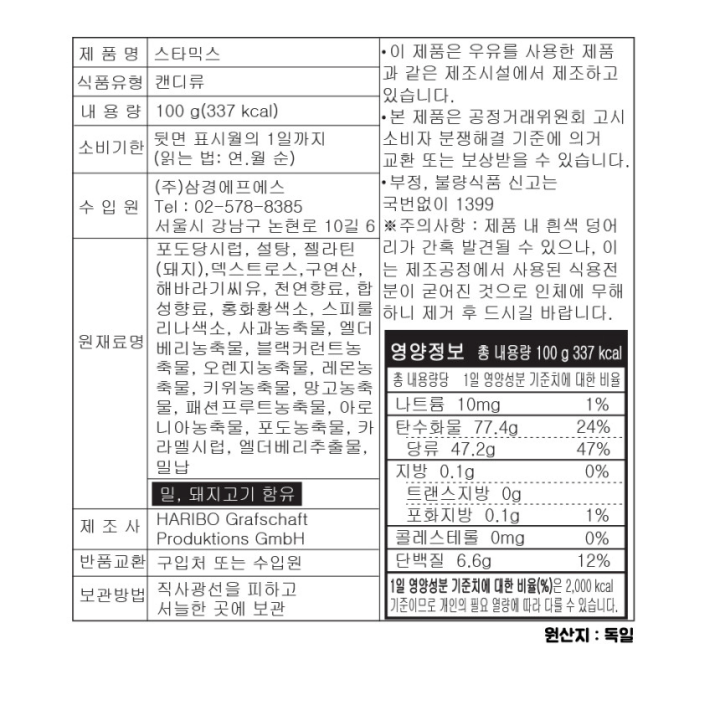 제 품 명 스타믹스
식품유형 캔디류
내 용 량 100 g(337 kcal)
소비기한 뒷면 표시월의 1일까지
(읽는 법: 연.월 순)
수 입 원 (주)삼경에프에스
Tel : 02-578-8385
서울시 강남구 논현로 10길 6
원재료명
포도당시럽, 설탕, 젤라틴
(돼지),덱스트로스,구연산,
해바라기씨유, 천연향료, 합
성향료, 홍화황색소, 스피룰
리나색소, 사과농축물, 엘더
베리농축물, 블랙커런트농
축물, 오렌지농축물, 레몬농
축물, 키위농축물, 망고농축
물, 패션프루트농축물, 아로
니아농축물, 포도농축물, 카
라멜시럽, 엘더베리추출물,
밀납
밀, 돼지고기 함유
제 조 사 HARIBO Grafschaft
Produktions GmbH
반품교환 구입처 또는 수입원
보관방법 직사광선을 피하고
서늘한 곳에 보관
•이 제품은 우유를 사용한 제품
과 같은 제조시설에서 제조하고
있습니다.
•본 제품은 공정거래위원회 고시
소비자 분쟁해결 기준에 의거
교환 또는 보상받을 수 있습니다.
•부정, 불량식품 신고는
국번없이 1399
※주의사항 : 제품 내 흰색 덩어
리가 간혹 발견될 수 있으나, 이
는 제조공정에서 사용된 식용전
분이 굳어진 것으로 인체에 무해
하니 제거 후 드시길 바랍니다.
영양정보 총 내용량 100 g 337 kcal
총 내용량당 1일 영양성분 기준치에 대한 비율
나트륨 10mg 1%
탄수화물 77.4g 24%
당류 47.2g 47%
지방 0.1g 0%
트랜스지방 0g
포화지방 0.1g 1%
콜레스테롤 0mg 0%
단백질 6.6g 12%
1일 영양성분 기준치에 대한 비율(%)은 2,000 kcal
기준이므로 개인의 필요 열량에 따라 다를 수 있습니다.
원산지 : 독일